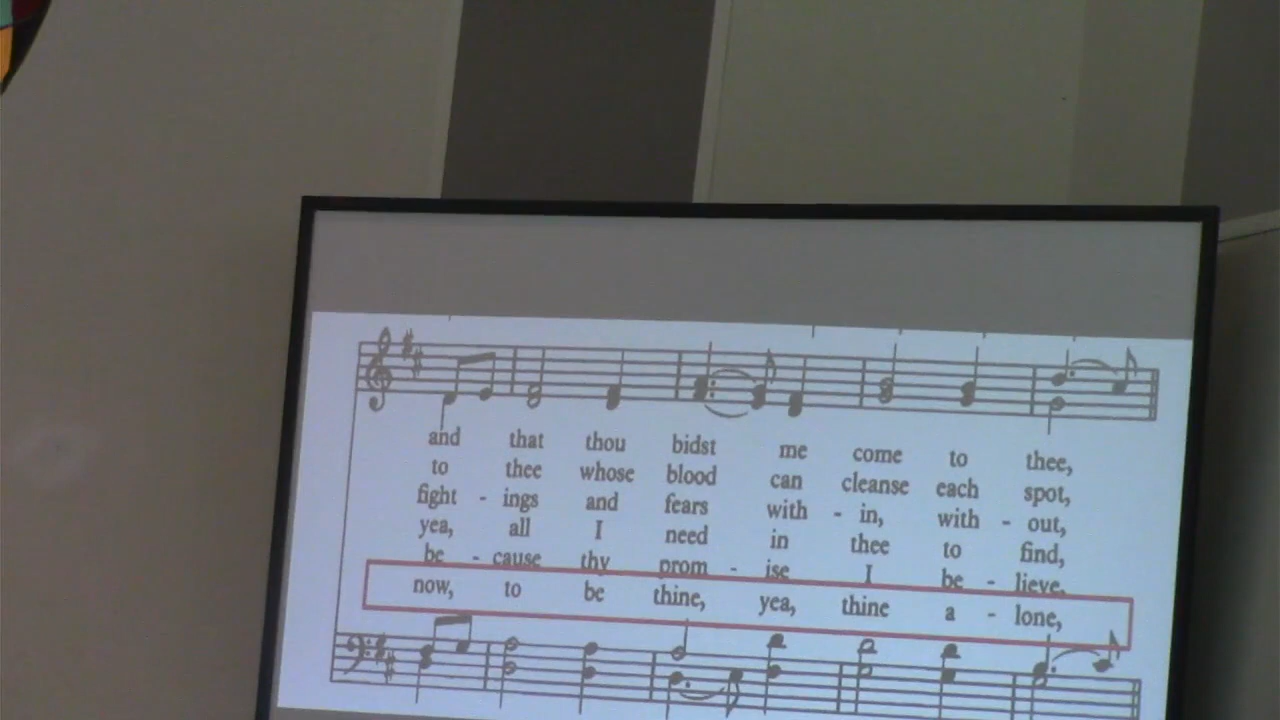 and that thou bidst me come to thee,
to thee whose blood can cleanse each spot,
fight - ings and fears with - in, with - out,
yea, all I need in thee to find,
be - cause thy prom - ise I be - lieve,
now, to be thine, yea, thine a - lone,